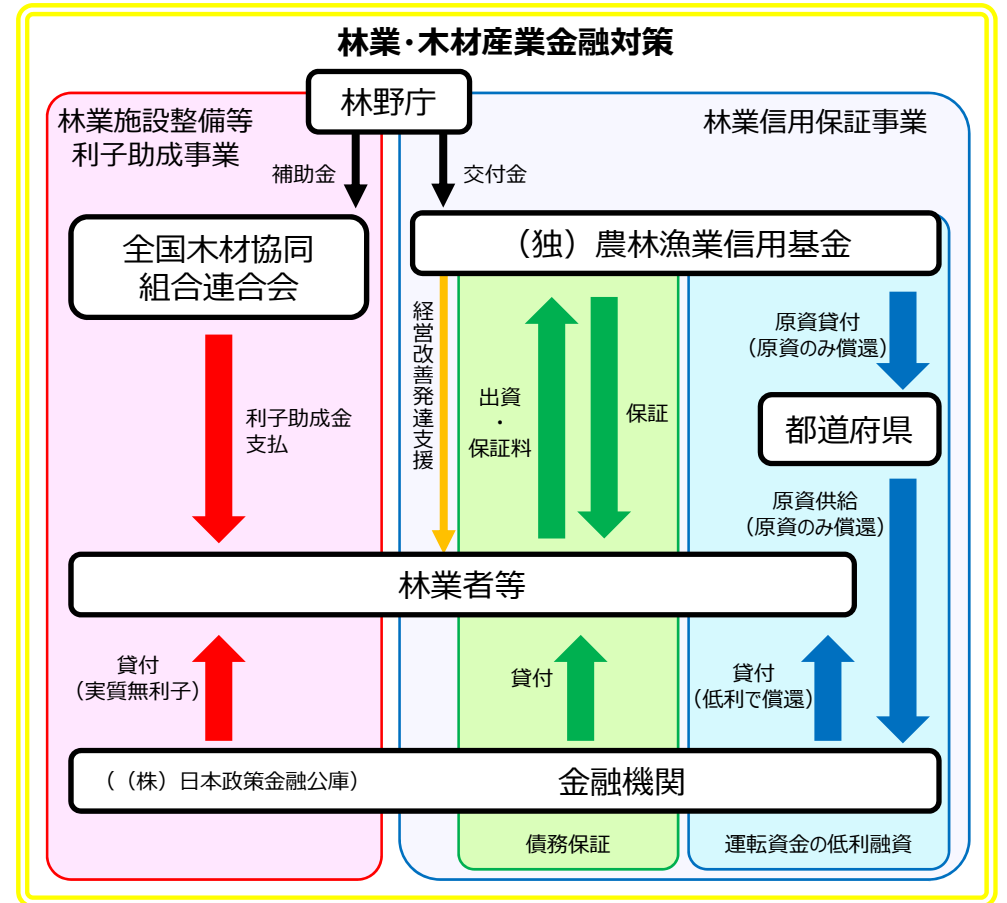 林業・木材産業金融対策
林野庁
林業施設整備等
利子助成事業
林業信用保証事業
補助金
交付金
全国木材協同
組合連合会
（独）農林漁業信用基金
経営改善発達支援
出資
・
保証料
保証
原資貸付
（原資のみ償還）
利子助成金
支払
都道府県
原資供給
（原資のみ償還）
林業者等
貸付
（実質無利子）
貸付
貸付
（低利で償還）
（（株）日本政策金融公庫）
金融機関
債務保証
運転資金の低利融資